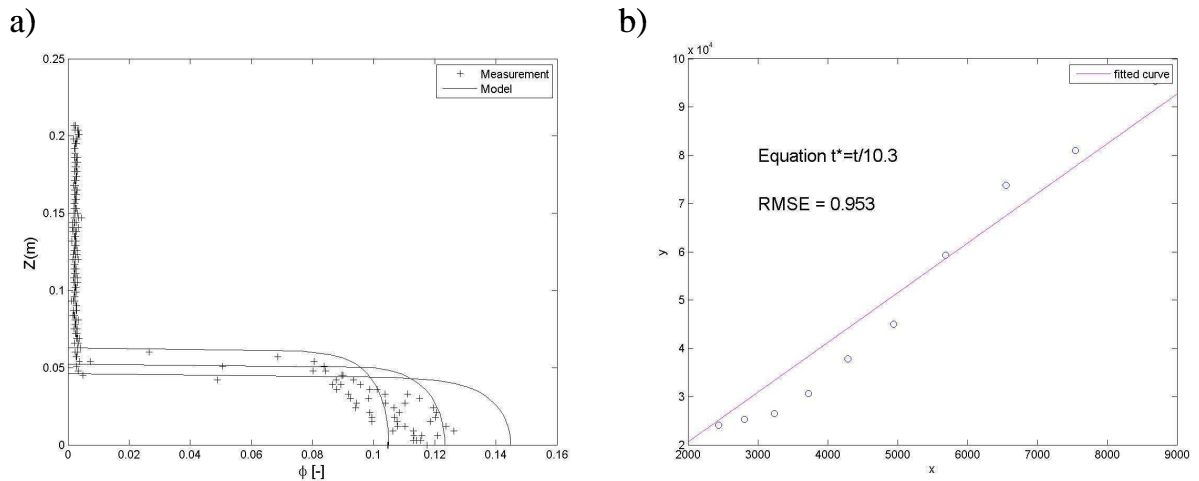 a)
b)
0.25
0.2
0.15
0.1
0.05
0
Z(m)
0
0.02
0.04
0.06
0.08
0.1
0.12
0.14
0.16
ϕ [-]
Measurement
Model
x 10^4
10
9
8
7
6
5
4
3
2
y
2000
3000
4000
5000
6000
7000
8000
9000
x
fitted curve
Equation t*=t/10.3
RMSE = 0.953